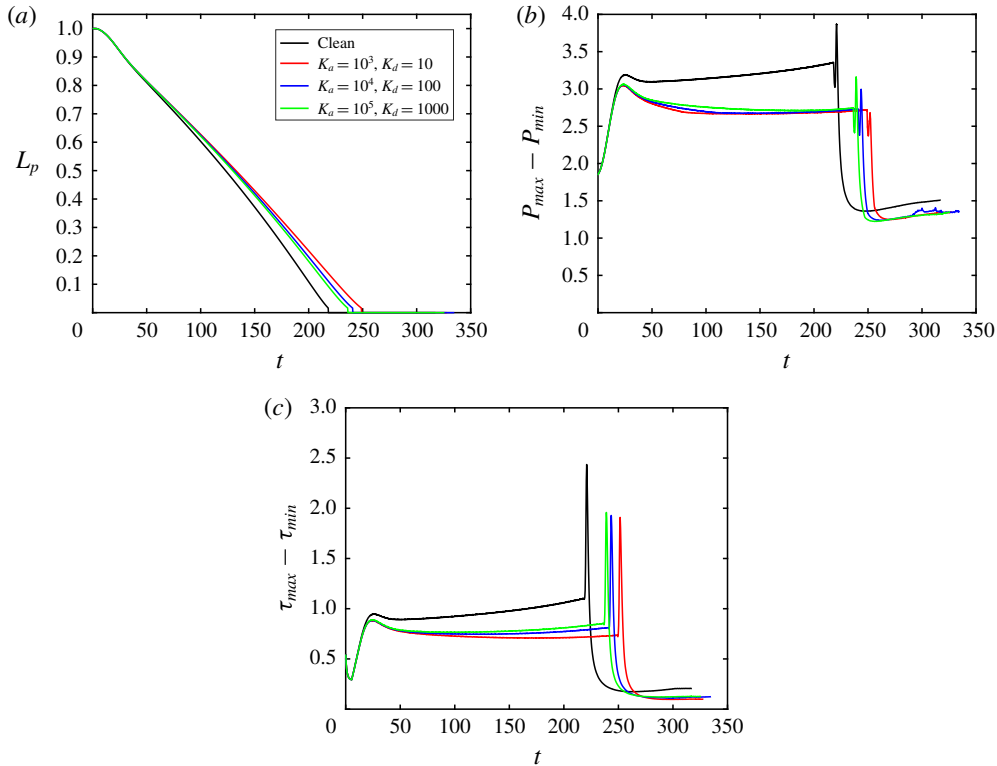 (a)
1.0
0.9
0.8
0.7
0.6
0.5
0.4
0.3
0.2
0.1
L_p
0 50 100 150 200 250 300 350
t
Clean
K_a = 10^3, K_d = 10
K_a = 10^4, K_d = 100
K_a = 10^5, K_d = 1000
(b)
4.0
3.5
3.0
2.5
2.0
1.5
1.0
0.5
P_max − P_min
0 50 100 150 200 250 300 350
t
(c)
3.0
2.5
2.0
1.5
1.0
0.5
τ_max − τ_min
0 50 100 150 200 250 300 350
t